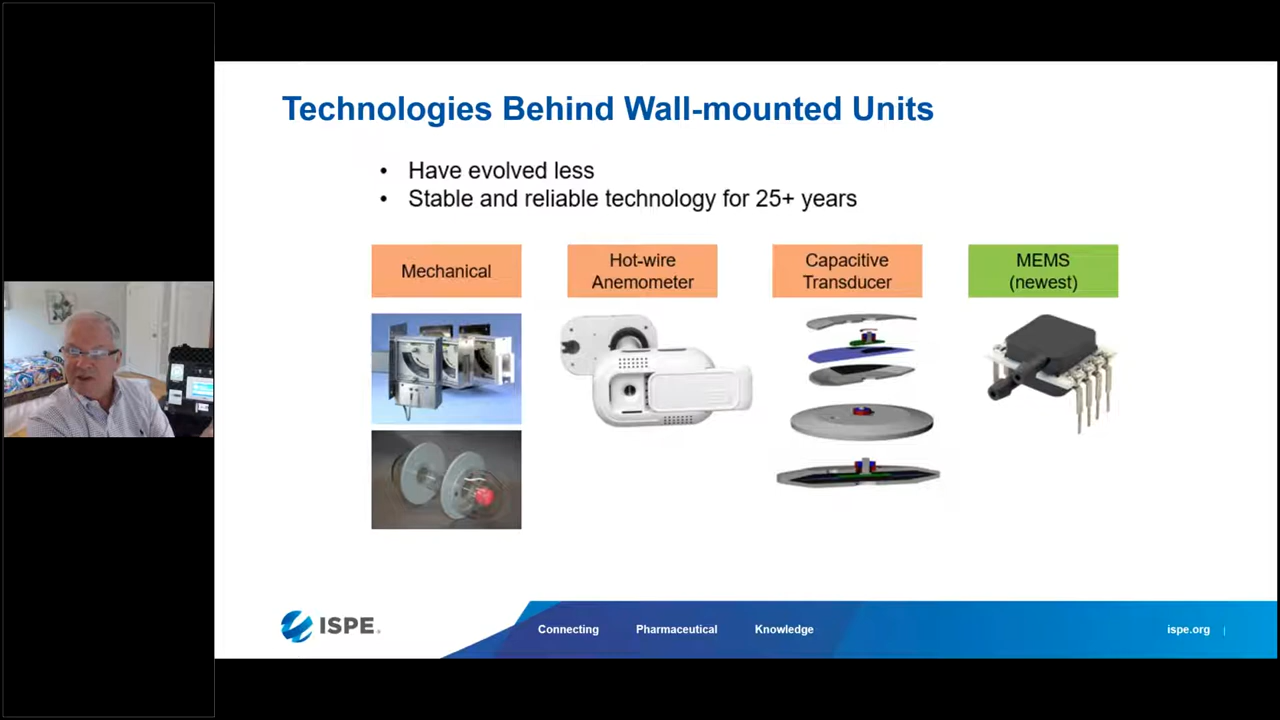 Technologies Behind Wall-mounted Units
• Have evolved less
• Stable and reliable technology for 25+ years
Mechanical
Hot-wire
Anemometer
Capacitive
Transducer
MEMS
(newest)
ISPE.
Connecting Pharmaceutical Knowledge
ispe.org |